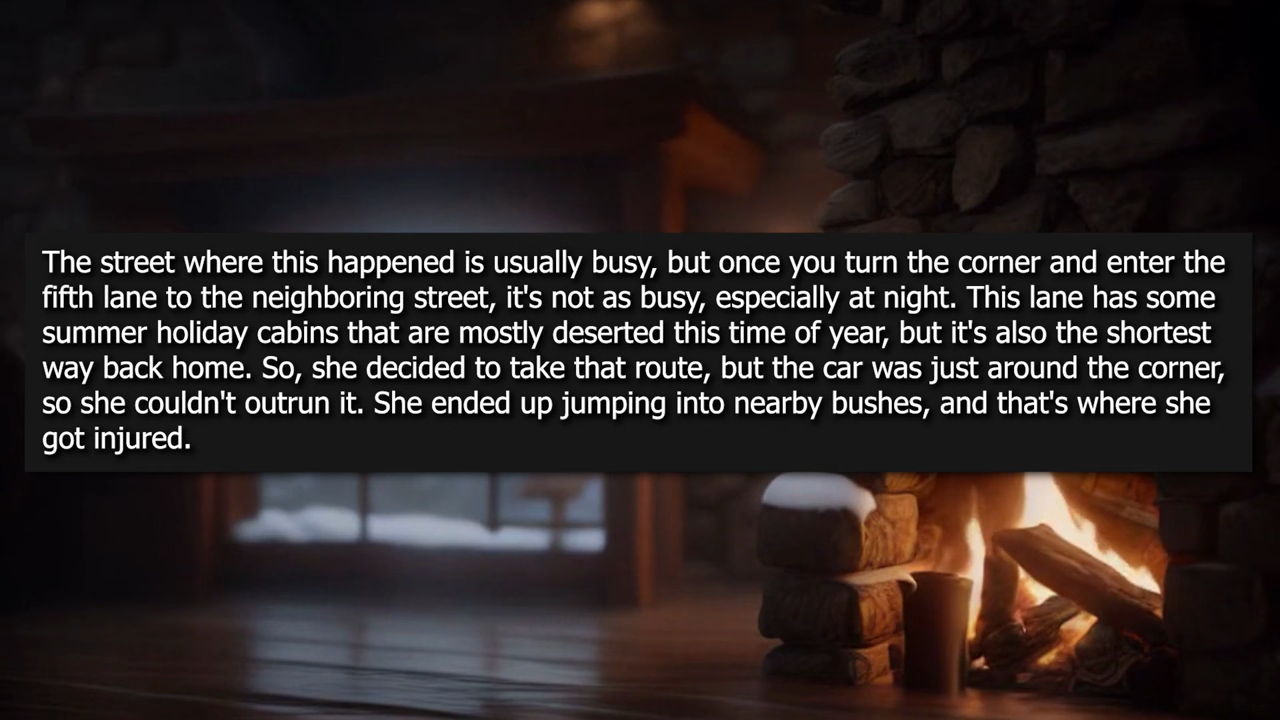 The street where this happened is usually busy, but once you turn the corner and enter the
fifth lane to the neighboring street, it's not as busy, especially at night. This lane has some
summer holiday cabins that are mostly deserted this time of year, but it's also the shortest
way back home. So, she decided to take that route, but the car was just around the corner,
so she couldn't outrun it. She ended up jumping into nearby bushes, and that's where she
got injured.